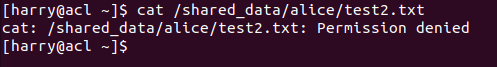 [harry@acl ~]$ cat /shared_data/alice/test2.txt
cat: /shared_data/alice/test2.txt: Permission denied
[harry@acl ~]$